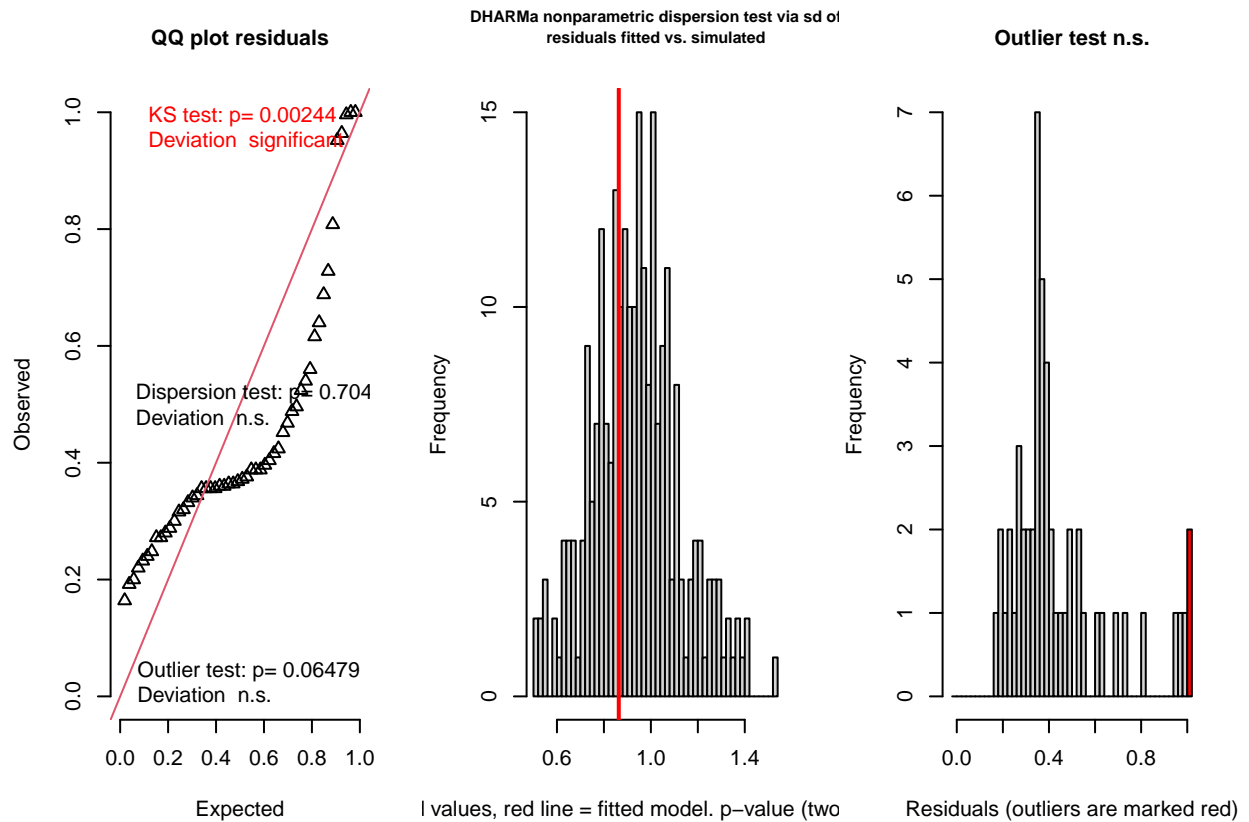 QQ plot residuals
KS test: p= 0.00244
Deviation significant
Dispersion test: p= 0.704
Deviation n.s.
Outlier test: p= 0.06479
Deviation n.s.
Observed
0.0 0.2 0.4 0.6 0.8 1.0
0.0 0.2 0.4 0.6 0.8 1.0
Expected
DHARMa nonparametric dispersion test via sd of
residuals fitted vs. simulated
Frequency
0 5 10 15
0.6 1.0 1.4
values, red line = fitted model. p−value (two
Outlier test n.s.
Frequency
0 1 2 3 4 5 6 7
0.0 0.4 0.8
Residuals (outliers are marked red)